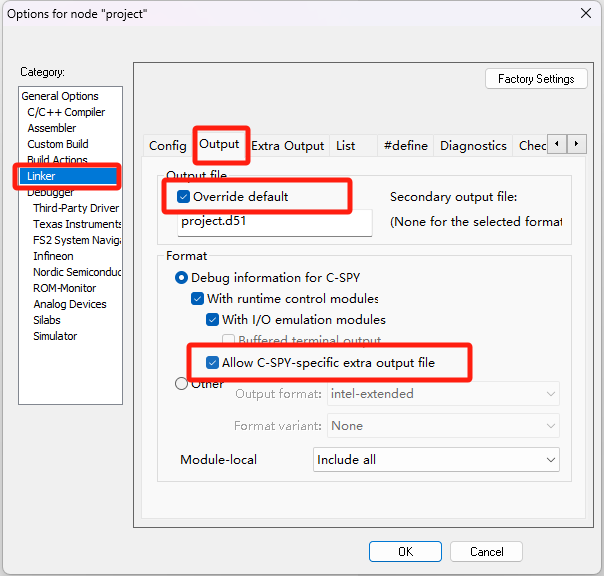 Options for node "project"
Category:
Factory Settings
General Options
C/C++ Compiler
Assembler
Custom Build
Build Actions
Linker
Debugger
Third-Party Driver
Texas Instruments
FS2 System Naviga
Infineon
Nordic Semiconduc
ROM-Monitor
Analog Devices
Silabs
Simulator
Config Output Extra Output List #define Diagnostics Chec
Output file
Override default
Secondary output file:
project.d51
(None for the selected format
Format
Debug information for C-SPY
With runtime control modules
With I/O emulation modules
Buffered terminal output
Allow C-SPY-specific extra output file
Other
Output format: intel-extended
Format variant: None
Module-local Include all
OK Cancel